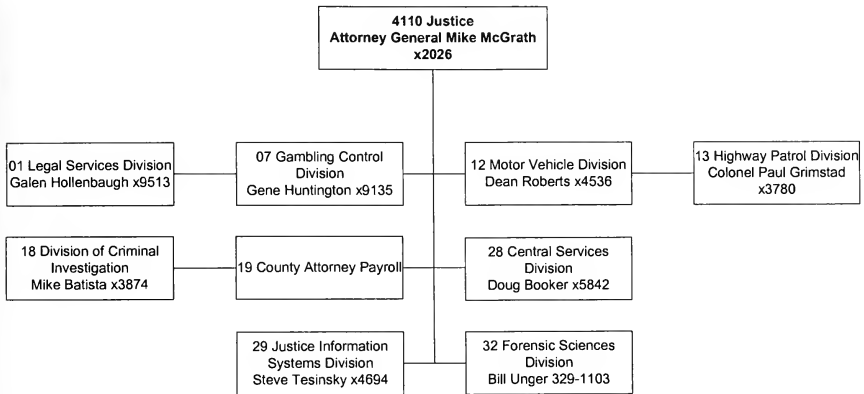 4110 Justice
Attorney General Mike McGrath
x2026
01 Legal Services Division
Galen Hollenbaugh x9513
07 Gambling Control
Division
Gene Huntington x9135
12 Motor Vehicle Division
Dean Roberts x4536
13 Highway Patrol Division
Colonel Paul Grimstad
x3780
18 Division of Criminal
Investigation
Mike Batista x3874
19 County Attorney Payroll
28 Central Services
Division
Doug Booker x5842
29 Justice Information
Systems Division
Steve Tesinsky x4694
32 Forensic Sciences
Division
Bill Unger 329-1103